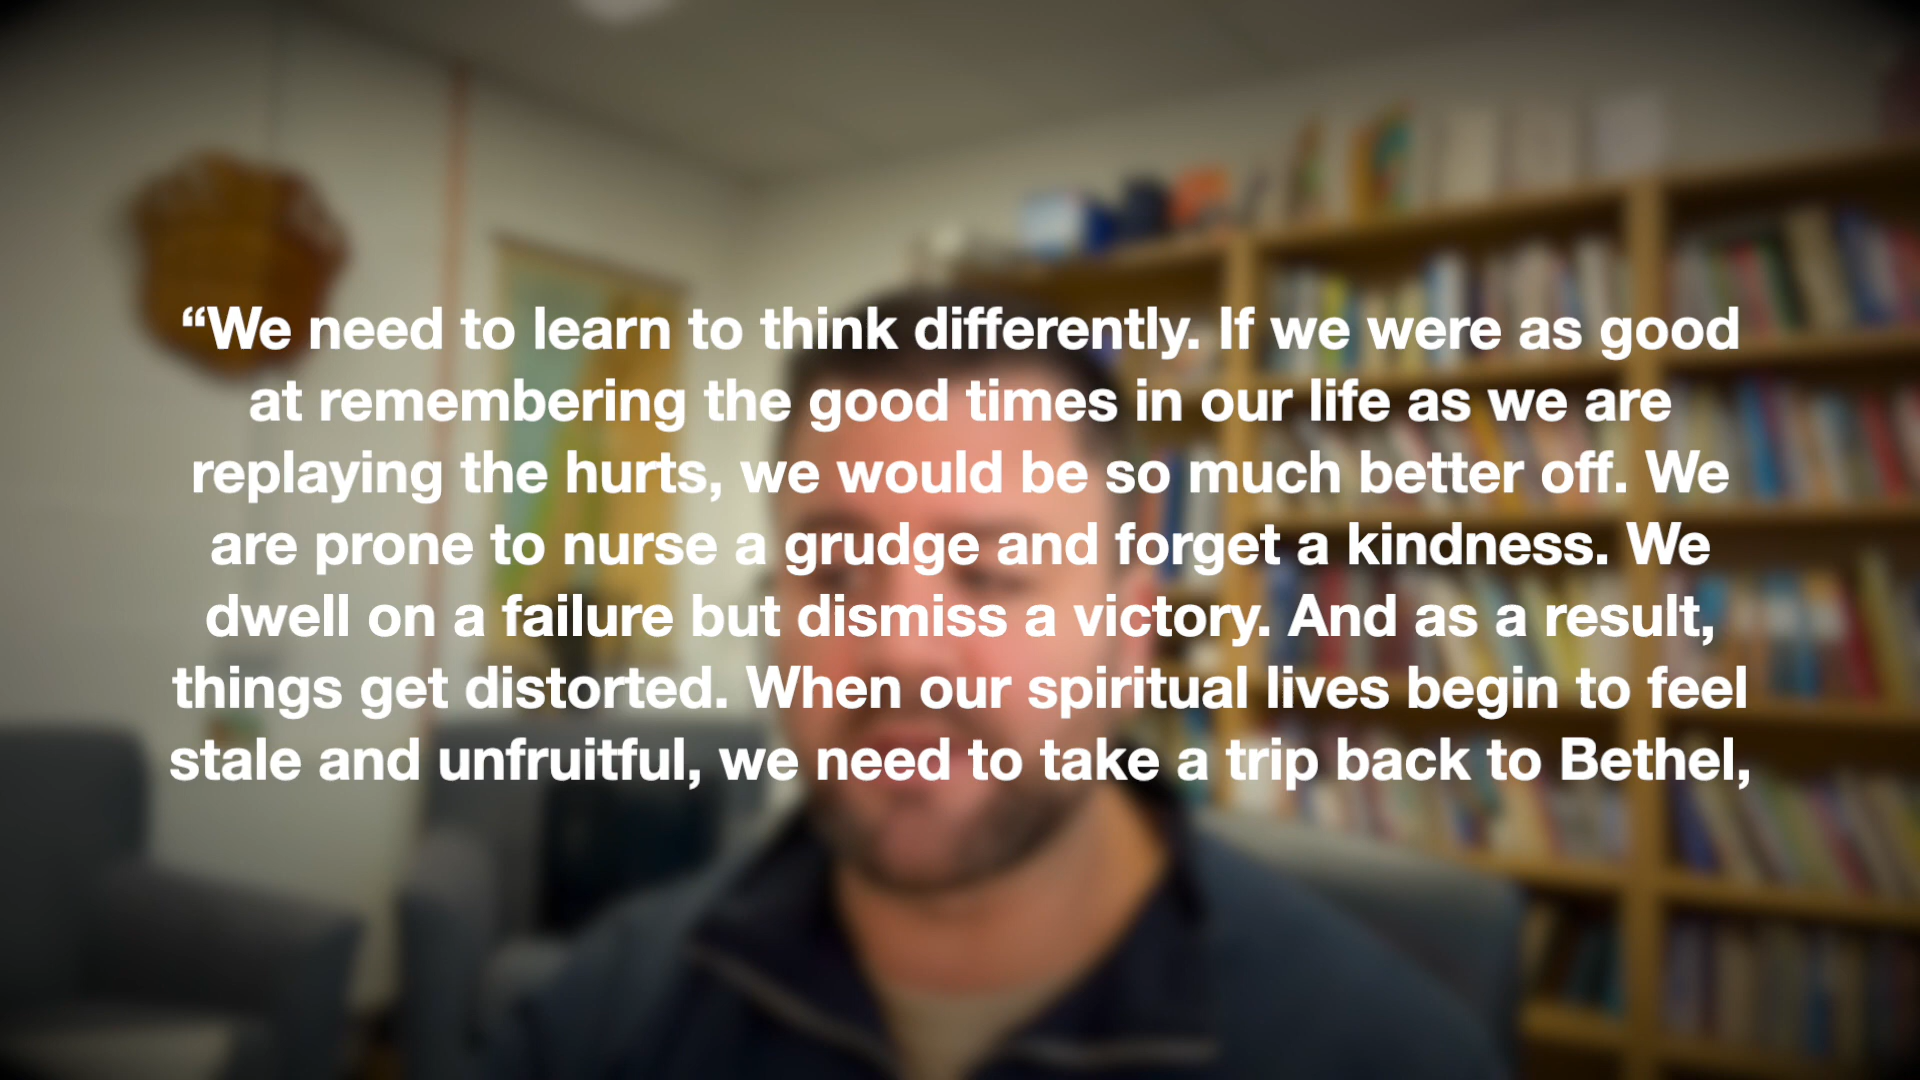 “We need to learn to think differently. If we were as good
at remembering the good times in our life as we are
replaying the hurts, we would be so much better off. We
are prone to nurse a grudge and forget a kindness. We
dwell on a failure but dismiss a victory. And as a result,
things get distorted. When our spiritual lives begin to feel
stale and unfruitful, we need to take a trip back to Bethel,